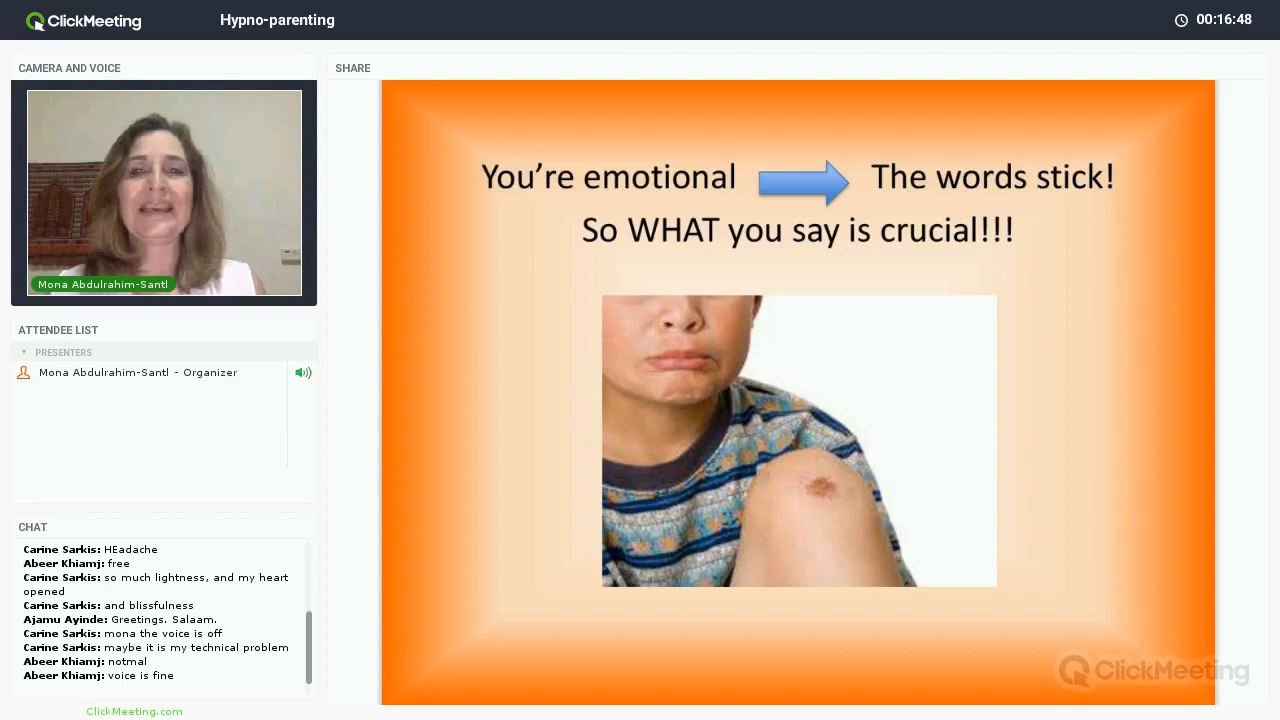 ClickMeeting
Hypno-parenting
00:16:48
CAMERA AND VOICE
Mona Abdulrahim-Santl
ATTENDEE LIST
PRESENTERS
Mona Abdulrahim-Santl - Organizer
CHAT
Carine Sarkis: HEadache
Abeer Khiamj: free
Carine Sarkis: so much lightness, and my heart
opened
Carine Sarkis: and blissfulness
Ajamu Ayinde: Greetings. Salaam.
Carine Sarkis: mona the voice is off
Carine Sarkis: maybe it is my technical problem
Abeer Khiamj: notmal
Abeer Khiamj: voice is fine
ClickMeeting.com
SHARE
You're emotional The words stick!
So WHAT you say is crucial!!!
ClickMeeting